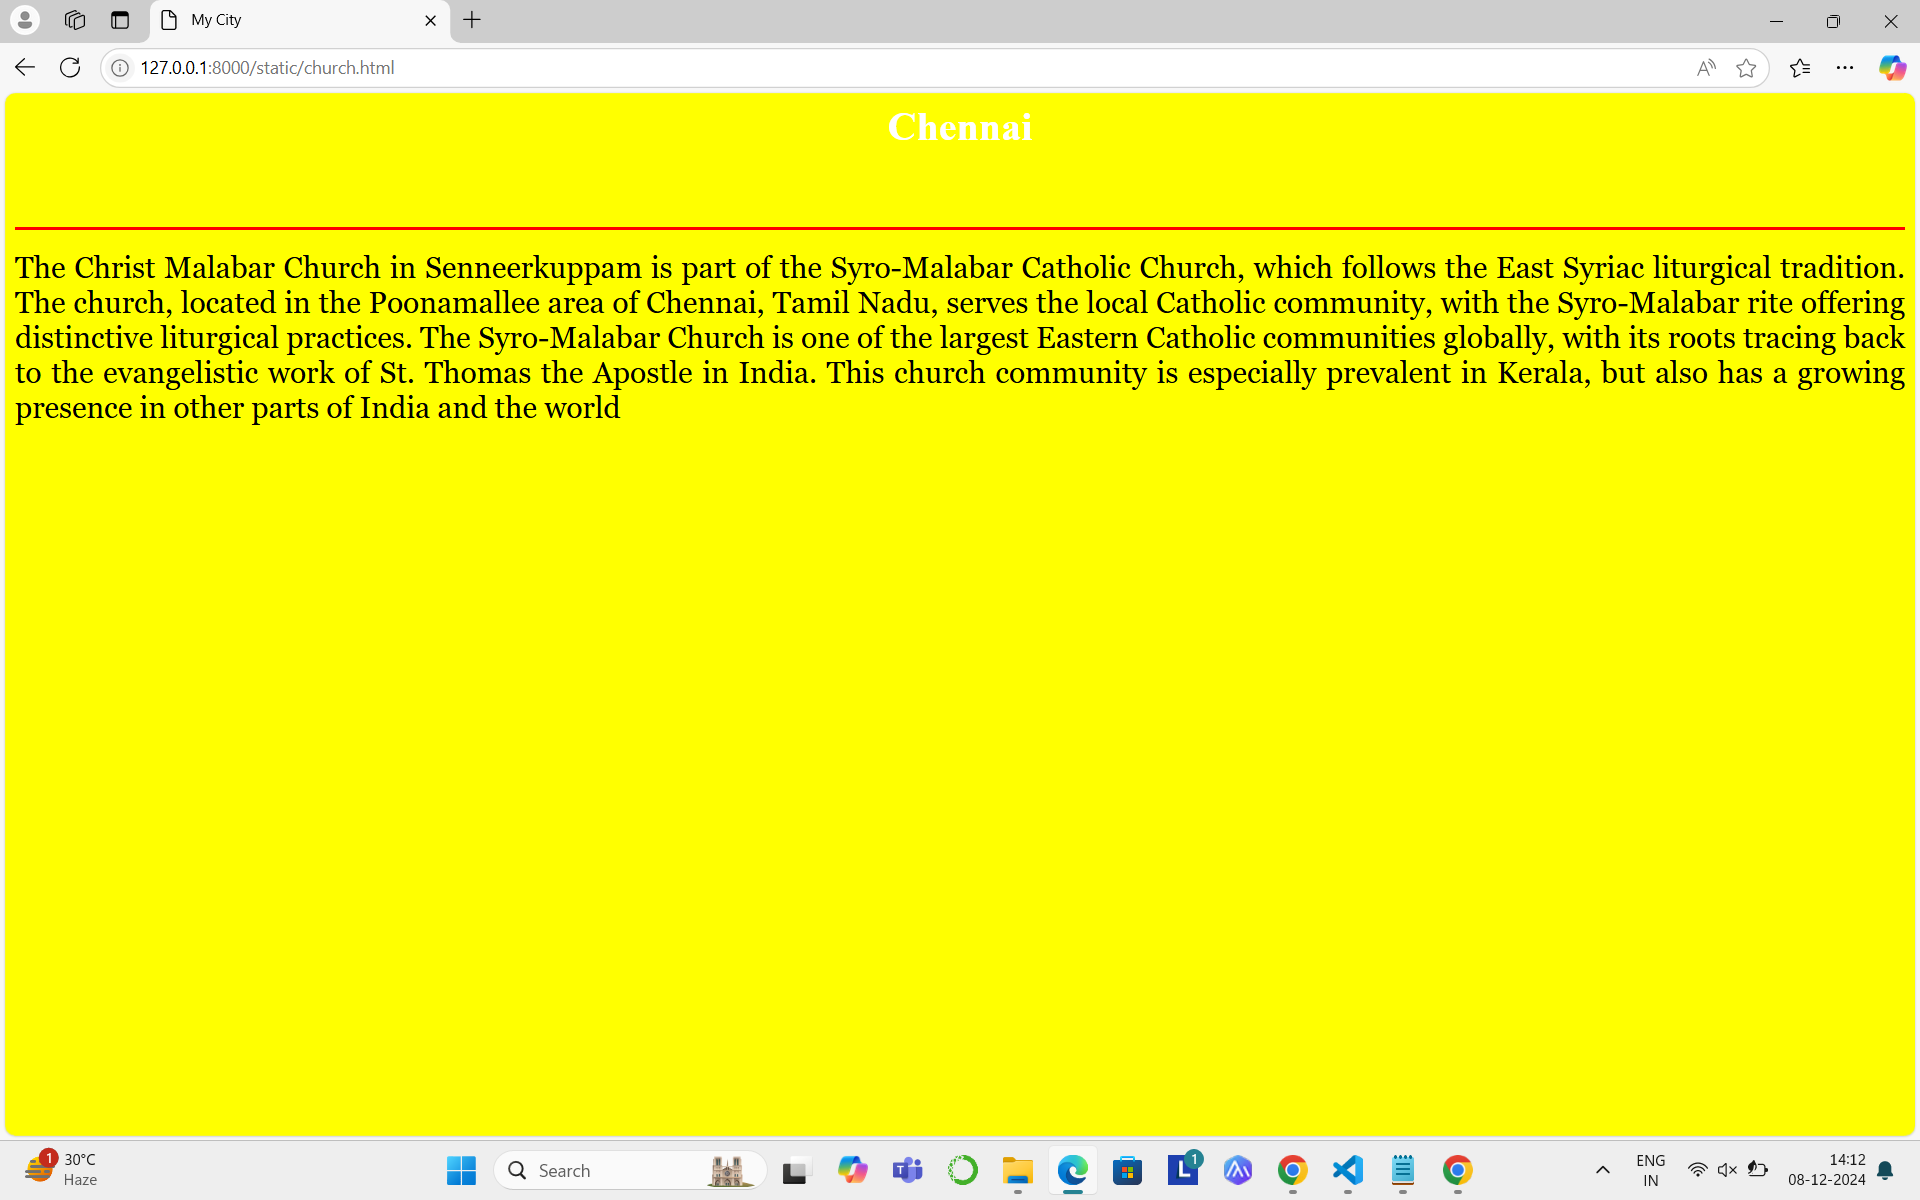 My City
127.0.0.1:8000/static/church.html
Chennai
The Christ Malabar Church in Senneerkuppam is part of the Syro-Malabar Catholic Church, which follows the East Syriac liturgical tradition.
The church, located in the Poonamallee area of Chennai, Tamil Nadu, serves the local Catholic community, with the Syro-Malabar rite offering
distinctive liturgical practices. The Syro-Malabar Church is one of the largest Eastern Catholic communities globally, with its roots tracing back
to the evangelistic work of St. Thomas the Apostle in India. This church community is especially prevalent in Kerala, but also has a growing
presence in other parts of India and the world
1
30°C
Haze
Search
1
ENG
IN
14:12
08-12-2024